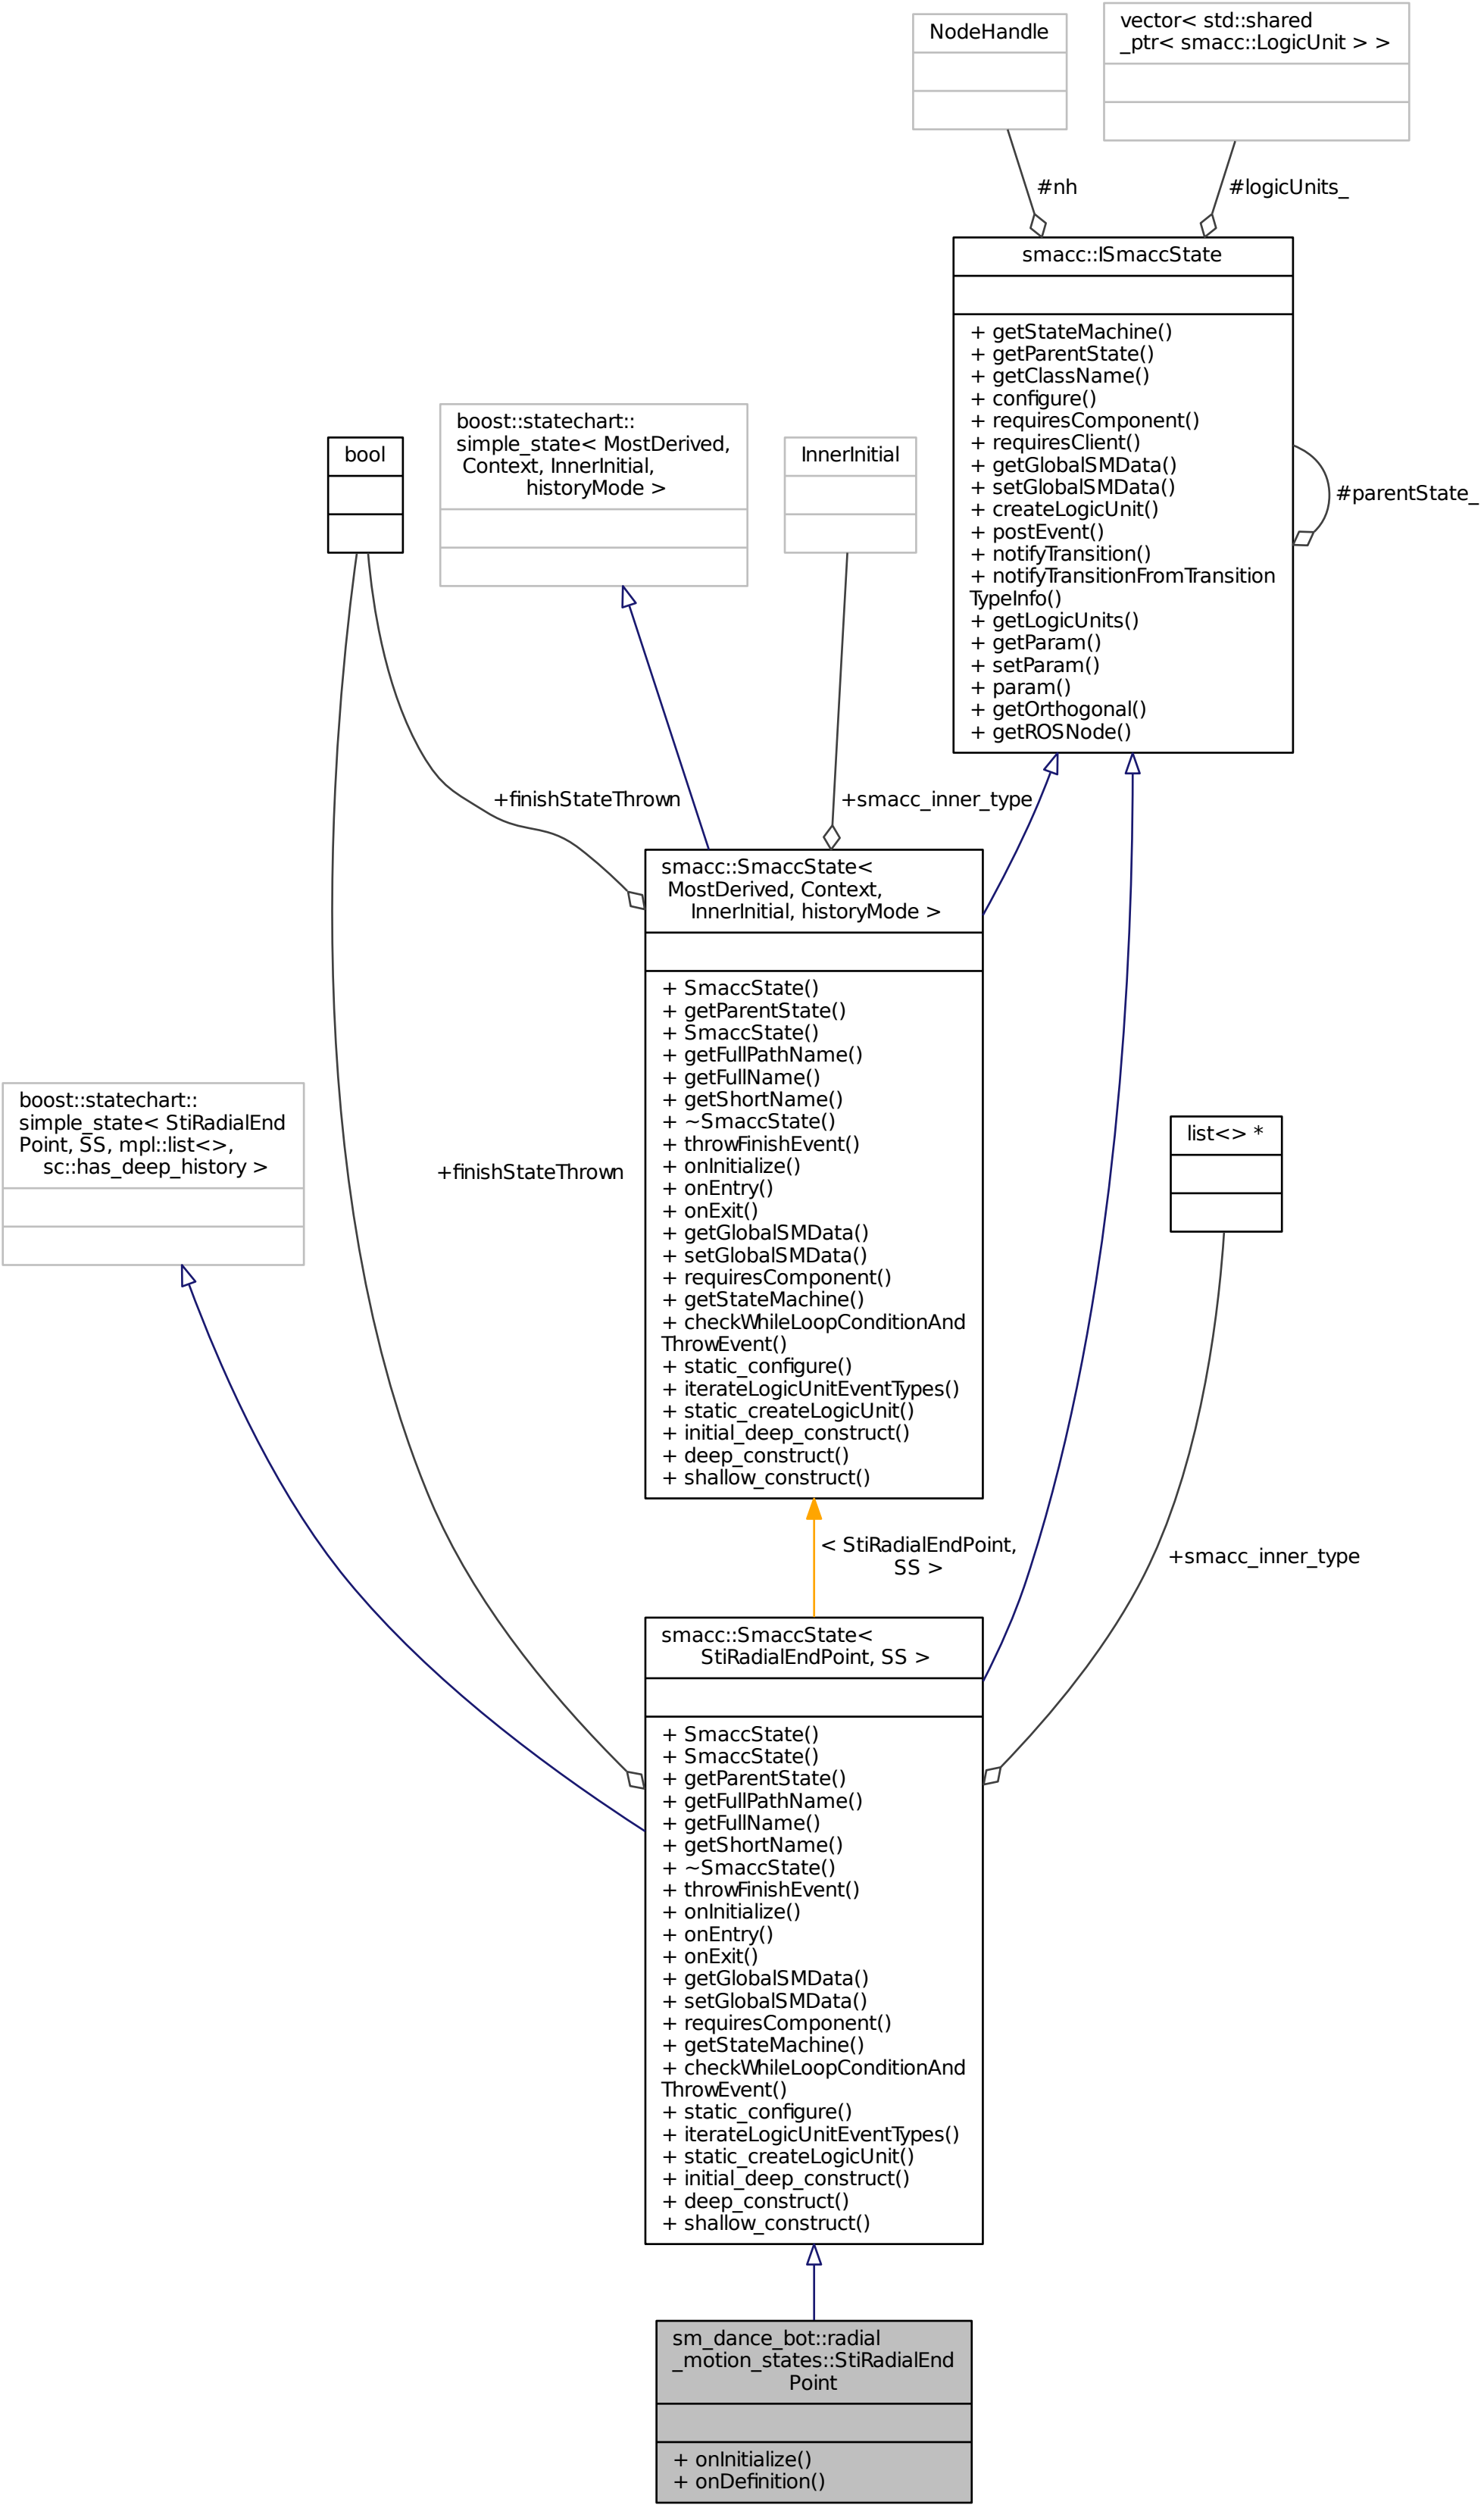 NodeHandle
vector< std::shared
_ptr< smacc::LogicUnit > >
#nh
#logicUnits_
smacc::ISmaccState
+ getStateMachine()
+ getParentState()
+ getClassName()
+ configure()
+ requiresComponent()
+ requiresClient()
+ getGlobalSMData()
+ setGlobalSMData()
+ createLogicUnit()
+ postEvent()
+ notifyTransition()
+ notifyTransitionFromTransition
TypeInfo()
+ getLogicUnits()
+ getParam()
+ setParam()
+ param()
+ getOrthogonal()
+ getROSNode()
#parentState_
bool
boost::statechart::
simple_state< MostDerived,
Context, InnerInitial,
historyMode >
InnerInitial
+finishStateThrown
+smacc_inner_type
smacc::SmaccState<
MostDerived, Context,
InnerInitial, historyMode >
+ SmaccState()
+ getParentState()
+ SmaccState()
+ getFullPathName()
+ getFullName()
+ getShortName()
+ ~SmaccState()
+ throwFinishEvent()
+ onInitialize()
+ onEntry()
+ onExit()
+ getGlobalSMData()
+ setGlobalSMData()
+ requiresComponent()
+ getStateMachine()
+ checkWhileLoopConditionAnd
ThrowEvent()
+ static_configure()
+ iterateLogicUnitEventTypes()
+ static_createLogicUnit()
+ initial_deep_construct()
+ deep_construct()
+ shallow_construct()
boost::statechart::
simple_state< StiRadialEnd
Point, SS, mpl::list<>,
sc::has_deep_history >
+finishStateThrown
list<> *
< StiRadialEndPoint,
SS >
+smacc_inner_type
smacc::SmaccState<
StiRadialEndPoint, SS >
+ SmaccState()
+ SmaccState()
+ getParentState()
+ getFullPathName()
+ getFullName()
+ getShortName()
+ ~SmaccState()
+ throwFinishEvent()
+ onInitialize()
+ onEntry()
+ onExit()
+ getGlobalSMData()
+ setGlobalSMData()
+ requiresComponent()
+ getStateMachine()
+ checkWhileLoopConditionAnd
ThrowEvent()
+ static_configure()
+ iterateLogicUnitEventTypes()
+ static_createLogicUnit()
+ initial_deep_construct()
+ deep_construct()
+ shallow_construct()
sm_dance_bot::radial
_motion_states::StiRadialEnd
Point
+ onInitialize()
+ onDefinition()